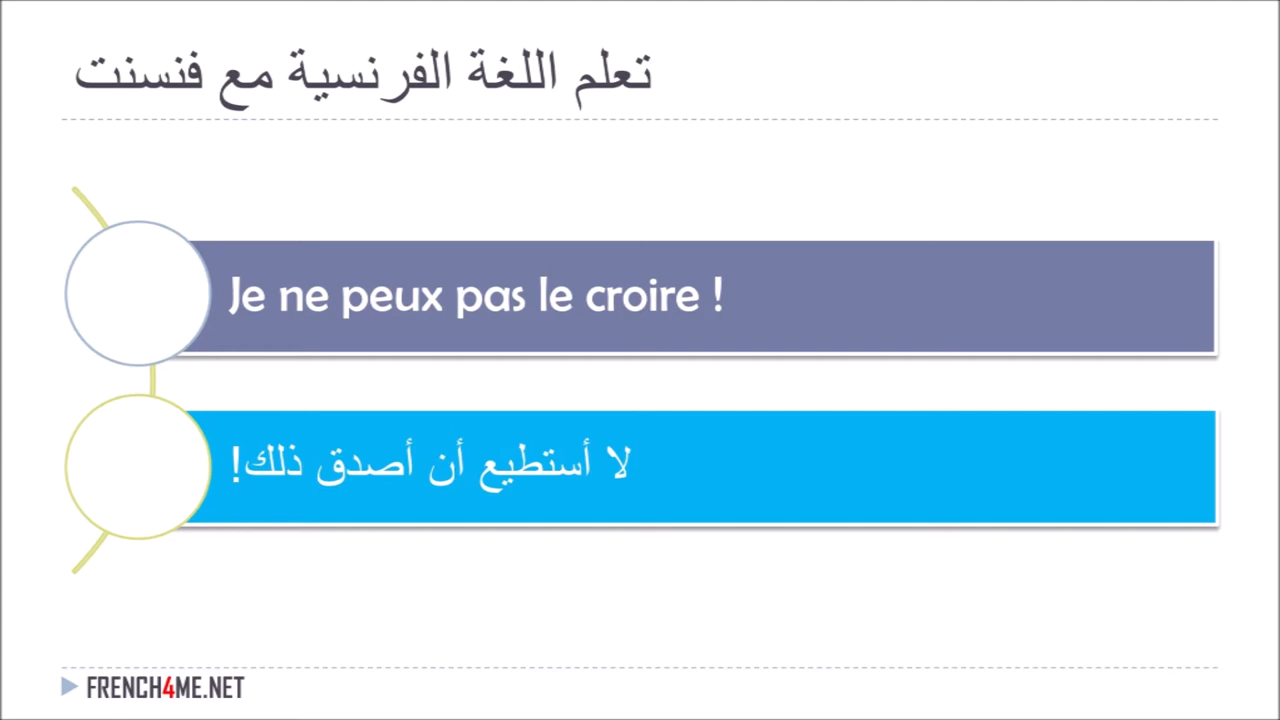 تعلم اللغة الفرنسية مع فنسنت
Je ne peux pas le croire !
لا أستطيع أن أصدق ذلك!
FRENCH4ME.NET